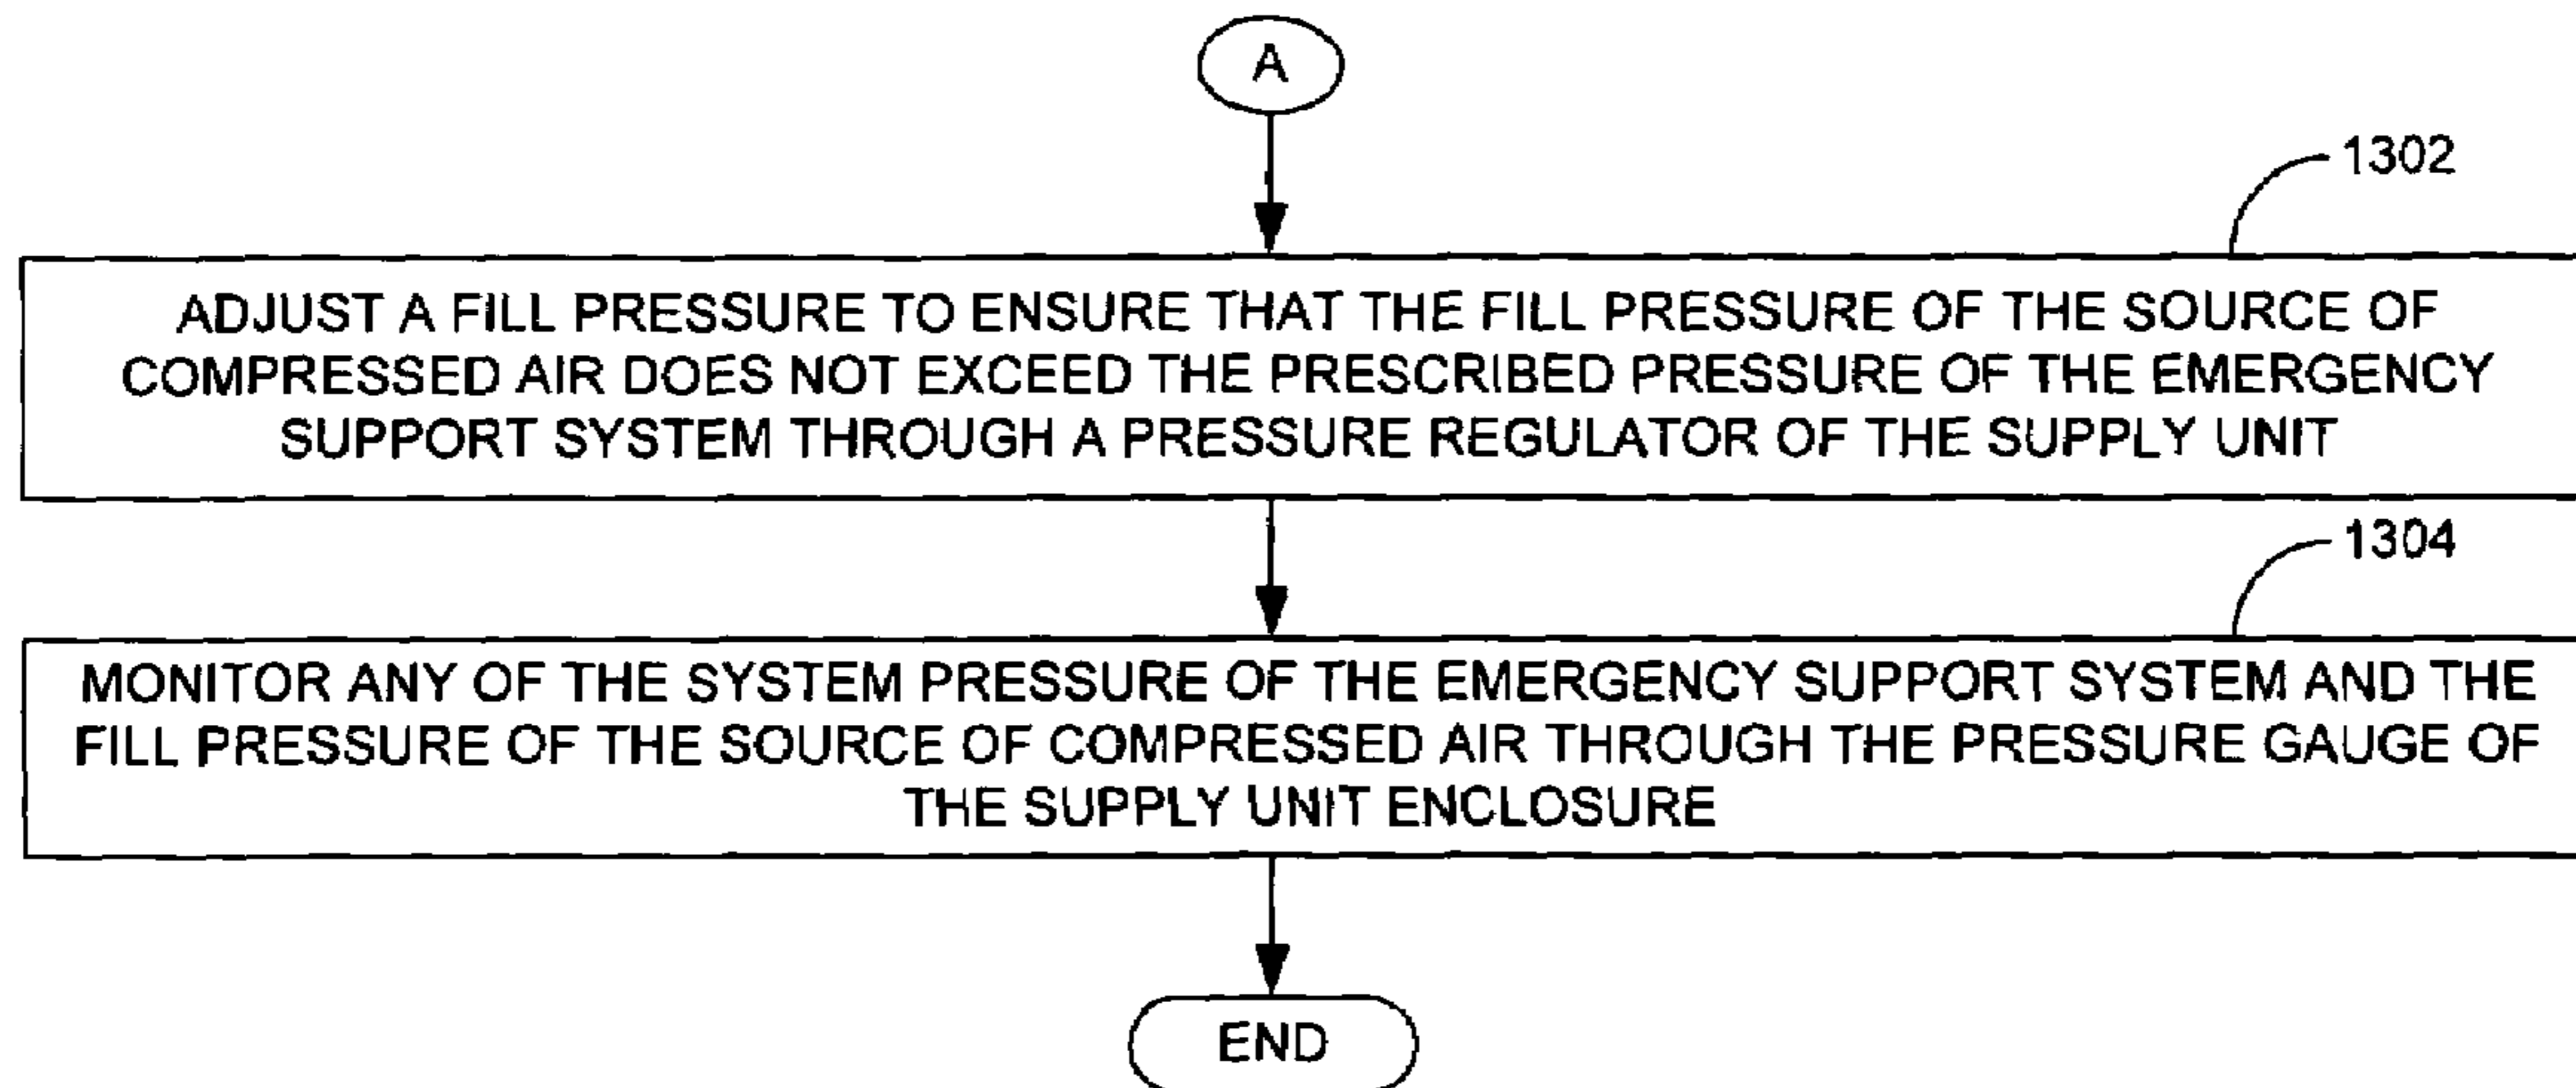 A
1302
ADJUST A FILL PRESSURE TO ENSURE THAT THE FILL PRESSURE OF THE SOURCE OF
COMPRESSED AIR DOES NOT EXCEED THE PRESCRIBED PRESSURE OF THE EMERGENCY
SUPPORT SYSTEM THROUGH A PRESSURE REGULATOR OF THE SUPPLY UNIT
1304
MONITOR ANY OF THE SYSTEM PRESSURE OF THE EMERGENCY SUPPORT SYSTEM AND THE
FILL PRESSURE OF THE SOURCE OF COMPRESSED AIR THROUGH THE PRESSURE GAUGE OF
THE SUPPLY UNIT ENCLOSURE
END